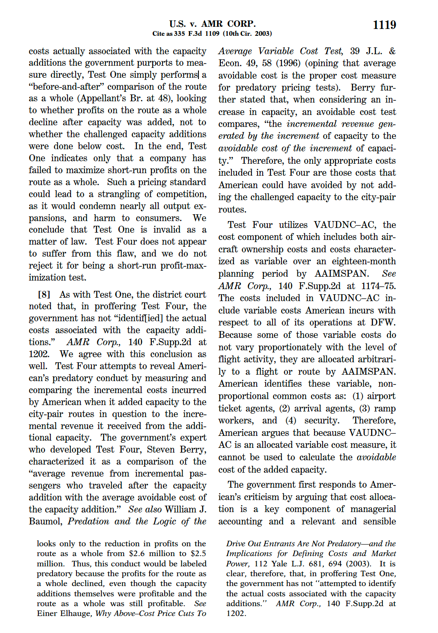 U.S. v. AMR CORP.
Cite as 335 F.3d 1109 (10th Cir. 2003)
1119
costs actually associated with the capacity
additions the government purports to mea-
sure directly, Test One simply performs a
"before-and-after" comparison of the route
as a whole (Appellant's Br. at 48), looking
to whether profits on the route as a whole
decline after capacity was added, not to
whether the challenged capacity additions
were done below cost. In the end, Test
One indicates only that a company has
failed to maximize short-run profits on the
route as a whole. Such a pricing standard
could lead to a strangling of competition,
as it would condemn nearly all output ex-
pansions, and harm to consumers. We
conclude that Test One is invalid as a
matter of law. Test Four does not appear
to suffer from this flaw, and we do not
reject it for being a short-run profit-max-
imization test.
[8] As with Test One, the district court
noted that, in proffering Test Four, the
government has not "identif[ied] the actual
costs associated with the capacity addi-
tions." AMR Corp., 140 F.Supp.2d at
1202. We agree with this conclusion as
well. Test Four attempts to reveal Ameri-
can's predatory conduct by measuring and
comparing the incremental costs incurred
by American when it added capacity to the
city-pair routes in question to the incre-
mental revenue it received from the addi-
tional capacity. The government's expert
who developed Test Four, Steven Berry,
characterized it as a comparison of the
"average revenue from incremental pas-
sengers who traveled after the capacity
addition with the average avoidable cost of
the capacity addition." See also William J.
Baumol, Predation and the Logic of the
looks only to the reduction in profits on the
route as a whole from $2.6 million to $2.5
million. Thus, this conduct would be labeled
predatory because the profits for the route as
a whole declined, even though the capacity
additions themselves were profitable and the
route as a whole was still profitable. See
Einer Elhauge, Why Above-Cost Price Cuts To
Average Variable Cost Test, 39 J.L. &
Econ. 49, 58 (1996) (opining that average
avoidable cost is the proper cost measure
for predatory pricing tests). Berry fur-
ther stated that, when considering an in-
crease in capacity, an avoidable cost test
compares, "the incremental revenue gen-
erated by the increment of capacity to the
avoidable cost of the increment of capaci-
ty." Therefore, the only appropriate costs
included in Test Four are those costs that
American could have avoided by not add-
ing the challenged capacity to the city-pair
routes.
Test Four utilizes VAUDNC–AC, the
cost component of which includes both air-
craft ownership costs and costs character-
ized as variable over an eighteen-month
planning period by AAIMSPAN. See
AMR Corp., 140 F.Supp.2d at 1174–75.
The costs included in VAUDNC–AC in-
clude variable costs American incurs with
respect to all of its operations at DFW.
Because some of those variable costs do
not vary proportionately with the level of
flight activity, they are allocated arbitrari-
ly to a flight or route by AAIMSPAN.
American identifies these variable, non-
proportional common costs as: (1) airport
ticket agents, (2) arrival agents, (3) ramp
workers, and (4) security. Therefore,
American argues that because VAUDNC–
AC is an allocated variable cost measure, it
cannot be used to calculate the avoidable
cost of the added capacity.
The government first responds to Amer-
ican's criticism by arguing that cost alloca-
tion is a key component of managerial
accounting and a relevant and sensible
Drive Out Entrants Are Not Predatory—and the
Implications for Defining Costs and Market
Power, 112 Yale L.J. 681, 694 (2003). It is
clear, therefore, that, in proffering Test One,
the government has not "attempted to identify
the actual costs associated with the capacity
additions." AMR Corp., 140 F.Supp.2d at
1202.